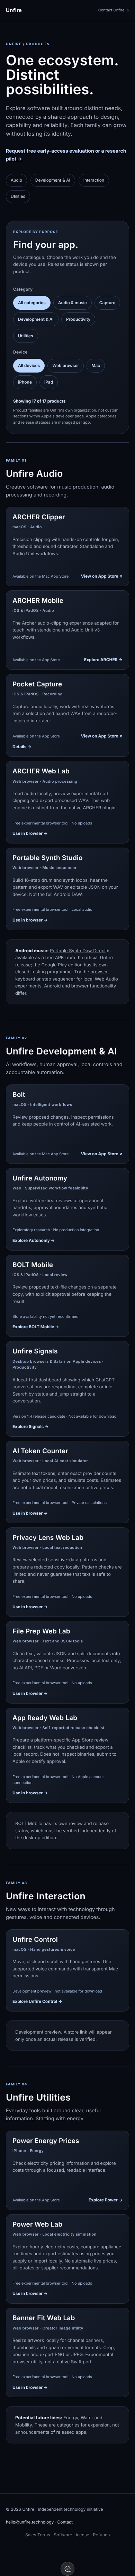 Unfire
Contact Unfire →
UNFIRE / PRODUCTS
One ecosystem.
Distinct
possibilities.
Explore software built around distinct needs,
connected by a shared approach to design,
capability and reliability. Each family can grow
without losing its identity.
Request free early-access evaluation or a research
pilot →
Audio
Development & AI
Interaction
Utilities
EXPLORE BY PURPOSE
Find your app.
One catalogue. Choose the work you do and the
device you use. Release status is shown per
product.
Category
All categories
Audio & music
Capture
Development & AI
Productivity
Utilities
Device
All devices
Web browser
Mac
iPhone
iPad
Showing 17 of 17 products
FAMILY 01
Unfire Audio
Creative software for music production, audio
processing and recording.
ARCHER Clipper
macOS · Audio
Precision clipping with hands-on controls for gain,
threshold and sound character. Standalone and
Audio Unit workflows.
Available on the Mac App Store
View on App Store →
ARCHER Mobile
iOS & iPadOS · Audio
The Archer audio-clipping experience adapted for
touch, with standalone and Audio Unit v3
workflows.
Available on the App Store
Explore ARCHER →
Pocket Capture
iOS & iPadOS · Recording
Capture audio locally, work with real waveforms,
trim a selection and export WAV from a recorder-
inspired interface.
Available on the App Store
View on App Store →
Details →
ARCHER Web Lab
Web browser · Audio processing
Load audio locally, preview experimental soft
clipping and export processed WAV. This web
engine is distinct from the native ARCHER plugin.
Free experimental browser tool · No uploads
Use in browser →
Portable Synth Studio
Web browser · Music sequencer
Build 16-step drum and synth loops, hear the
pattern and export WAV or editable JSON in your
browser. Not the full Android DAW.
Free experimental browser tool · Local audio
Use in browser →
Android music: Portable Synth Daw Direct is
available as a free APK from the official Unfire
release; the Google Play edition has its own
closed testing programme. Try the browser
keyboard or step sequencer for local Web Audio
experiments. Android and browser functionality
differ.
FAMILY 02
Unfire Development & AI
AI workflows, human approval, local controls and
accountable automation.
Bolt
macOS · Intelligent workflows
Review proposed changes, inspect permissions
and keep people in control of AI-assisted work.
Available on the Mac App Store
View on App Store →
Unfire Autonomy
Web · Supervised workflow feasibility
Explore written-first reviews of operational
handoffs, approval boundaries and synthetic
workflow cases.
Exploratory research · No production integration
Explore Autonomy →
BOLT Mobile
iOS & iPadOS · Local review
Review proposed text-file changes on a separate
copy, with explicit approval before keeping the
result.
Store availability not yet reconfirmed
Explore BOLT Mobile →
Unfire Signals
Desktop browsers & Safari on Apple devices ·
Productivity
A local-first dashboard showing which ChatGPT
conversations are responding, stopped or idle.
Search by content or state and jump straight to a
conversation.
Version 1.4 release candidate · Not available for download
Explore Signals →
AI Token Counter
Web browser · Local AI cost simulator
Estimate text tokens, enter your exact provider
counts and your own prices, and simulate costs. Estimates
are not official model tokenization or live prices.
Free experimental browser tool · Private calculations
Use in browser →
Privacy Lens Web Lab
Web browser · Local text redaction
Review selected sensitive-data patterns and
prepare a redacted copy locally. Pattern checks are
limited and review under your control.
Free experimental browser tool · No uploads
Use in browser →
File Prep Web Lab
Web browser · Text and JSON tools
Clean text, validate JSON and split documents into
character-based chunks. Processes local text only;
no AI API, PDF or Word conversion.
Free experimental browser tool · No uploads
Use in browser →
App Ready Web Lab
Web browser · Self-reported release checklist
Prepare a platform-specific App Store review
checklist, track what you claim and export a local
record. Does not inspect binaries, submit to Apple
or certify approval.
Free experimental browser tool · No Apple account
connection
Use in browser →
BOLT Mobile has its own review and release
status, which must be verified independently of
the desktop edition.
FAMILY 03
Unfire Interaction
New ways to interact with technology through
gestures, voice and connected devices.
Unfire Control
macOS · Hand gestures & voice
Move, click and scroll with hand gestures. Use
supported voice commands with transparent Mac
permissions.
Development preview · not available for download
Explore Unfire Control →
Development preview. A store link will appear
only once an actual release is verified.
FAMILY 04
Unfire Utilities
Everyday tools built around clear, useful
information. Starting with energy.
Power Energy Prices
iPhone · Energy
Check electricity pricing information and explore
costs through a focused, readable interface.
Available on the App Store
Explore Power →
Power Web Lab
Web browser · Local electricity simulation
Explore hourly electricity costs, compare appliance
run times and export estimates using prices you
supply or import locally. No automatic live prices,
bill quotes or supplier recommendations.
Free experimental browser tool · No uploads
Use in browser →
Banner Fit Web Lab
Web browser · Creator image utility
Resize artwork locally for channel banners,
thumbnails and square or vertical formats. Crop,
position and export PNG or JPEG. Experimental
browser utility, not a native Swift port.
Free experimental browser tool · No uploads
Use in browser →
Potential future lines: Energy, Water and
Mobility. These are categories for expansion, not
announcements of released apps.
© 2026 Unfire · Independent technology initiative
hello@unfire.technology · Contact
Sales Terms · Software License · Refunds